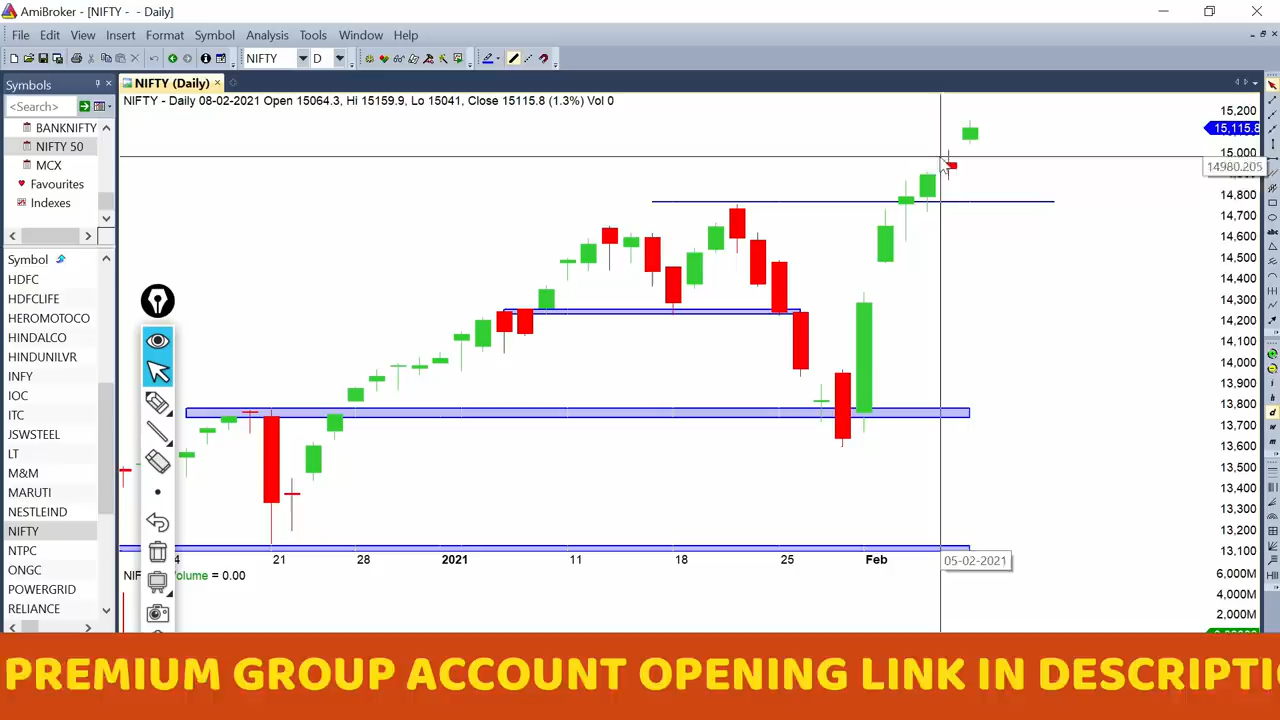 AmiBroker - [NIFTY - - Daily]
File Edit View Insert Format Symbol Analysis Tools Window Help
NIFTY D
Symbols
<Search>
BANKNIFTY
NIFTY 50
MCX
Favourites
Indexes
Symbol
HDFC
HDFCLIFE
HEROMOTOCO
HINDALCO
HINDUNILVR
INFY
IOC
ITC
JSWSTEEL
LT
M&M
MARUTI
NESTLEIND
NIFTY
NTPC
ONGC
POWERGRID
RELIANCE
NIFTY (Daily)
NIFTY - Daily 08-02-2021 Open 15064.3, Hi 15159.9, Lo 15041, Close 15115.8 (1.3%) Vol 0
15,200
15,115.8
15,000
14980.205
14,800
14,700
14,600
14,500
14,400
14,300
14,200
14,100
14,000
13,900
13,800
13,700
13,600
13,500
13,400
13,300
13,200
13,100
21 28 2021 11 18 25 Feb
05-02-2021
Volume = 0.00
6,000M
4,000M
2,000M
PREMIUM GROUP ACCOUNT OPENING LINK IN DESCRIPTI